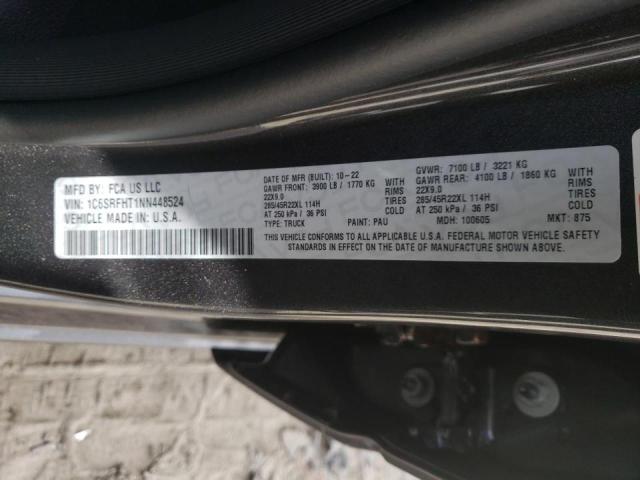 MFD BY: FCA US LLC
VIN: 1C6SRFHT1NN448524
VEHICLE MADE IN: U.S.A.
DATE OF MFR (BUILT): 10-22
GVWR: 7100 LB / 3221 KG
GAWR FRONT: 3900 LB / 1770 KG WITH
GAWR REAR: 4100 LB / 1860 KG WITH
22X9.0 RIMS
22X9.0 RIMS
285/45R22XL 114H TIRES
285/45R22XL 114H TIRES
AT 250 kPa / 36 PSI COLD
AT 250 kPa / 36 PSI COLD
TYPE: TRUCK PAINT: PAU MDH: 100605 MKT: 875
THIS VEHICLE CONFORMS TO ALL APPLICABLE U.S.A. FEDERAL MOTOR VEHICLE SAFETY
STANDARDS IN EFFECT ON THE DATE OF MANUFACTURE SHOWN ABOVE.